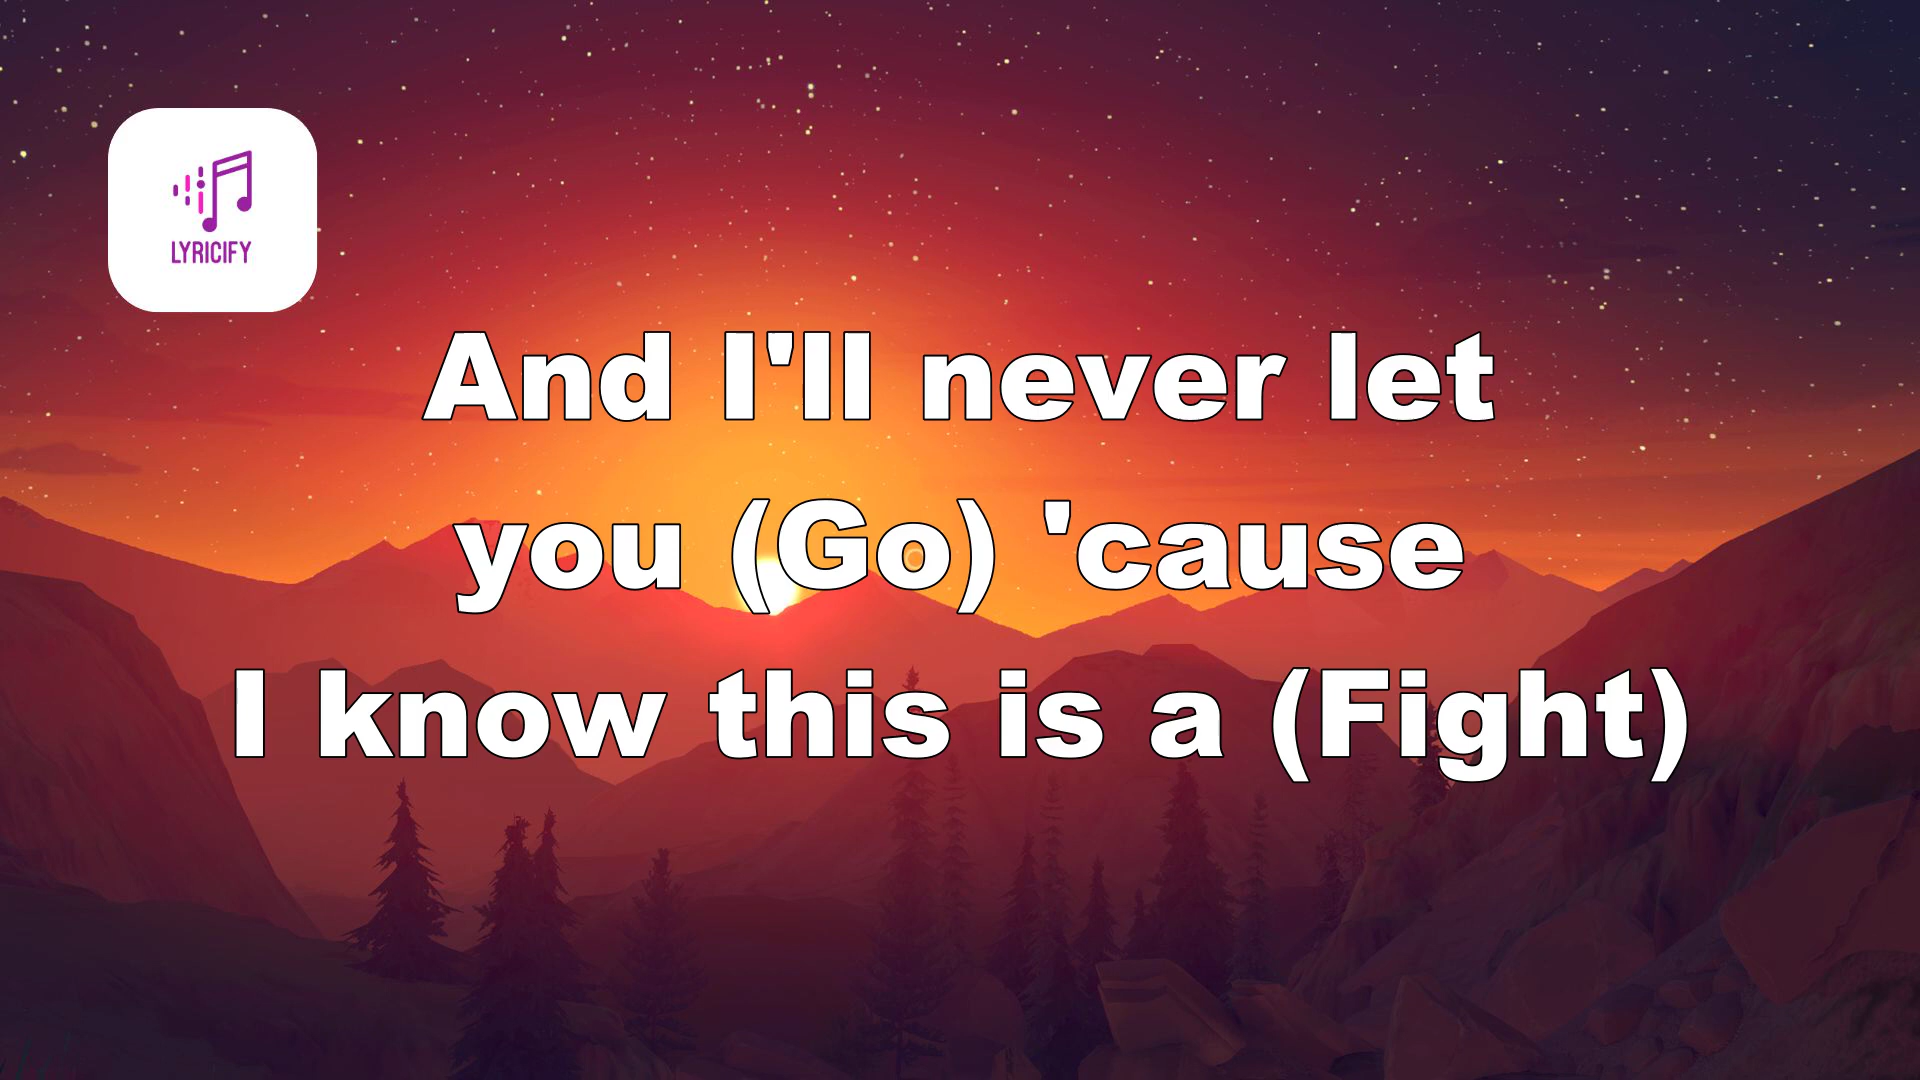 LYRICIFY
And I'll never let
you (Go) 'cause
I know this is a (Fight)